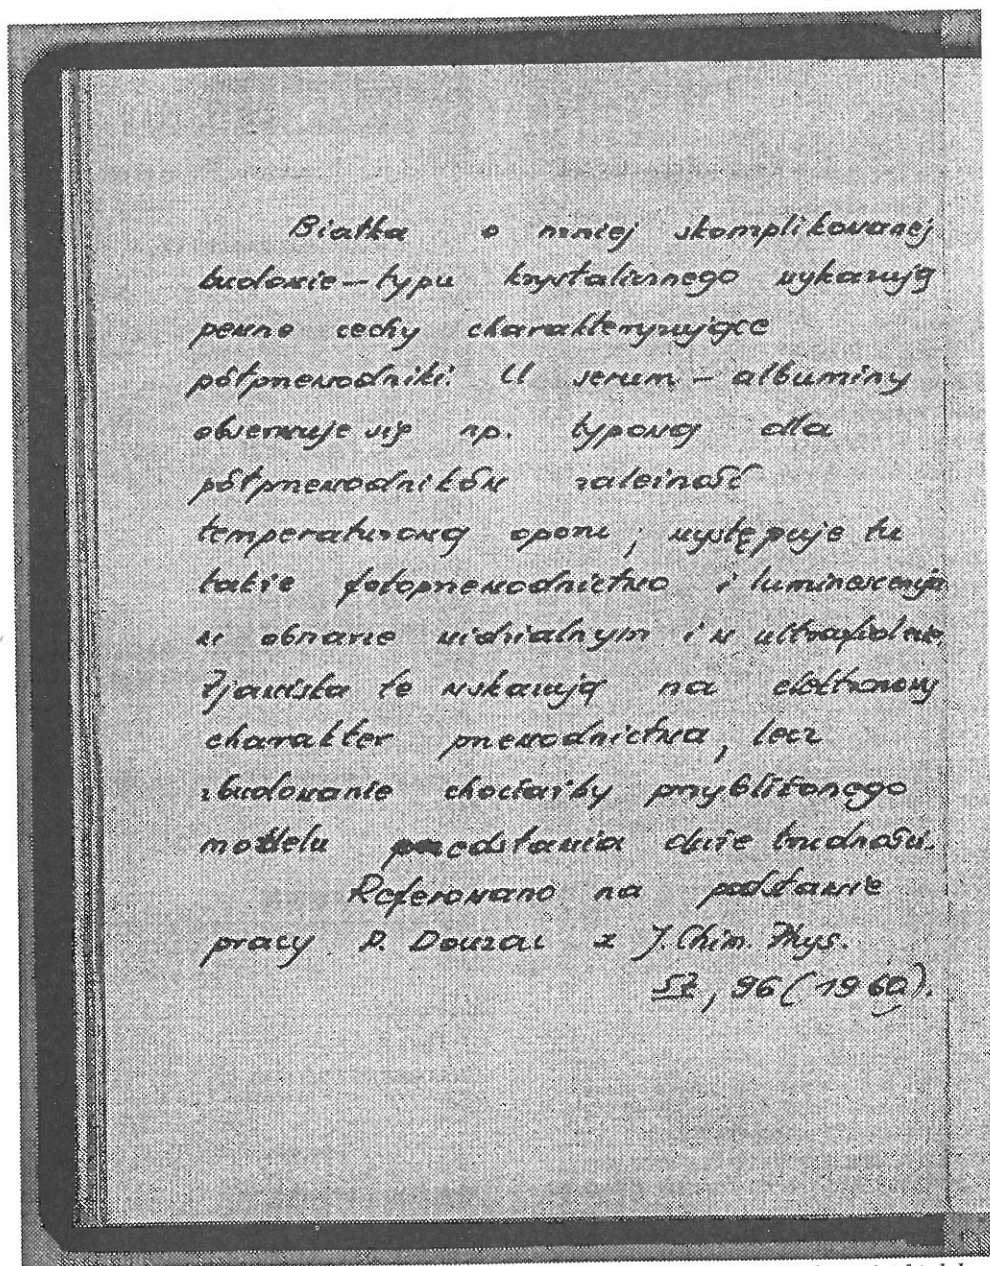 Białka o mniej skomplikowanej
budowie – typu krystalicznego wykazują
pewne cechy charakteryzujące
półprzewodniki. U serum – albuminy
obserwuje się np. typową dla
półprzewodników zależność
temperaturową oporu; występuje tu
także fotoprzewodnictwo i luminescencja
w obszarze widzialnym i w ultrafiolecie.
Zjawiska te wskazują na elektronowy
charakter przewodnictwa, lecz
zbudowanie chociażby przybliżonego
modelu przedstawia duże trudności.
Referowano na podstawie
pracy P. Douzou z J. Chim. Phys.
57, 96 (1960).